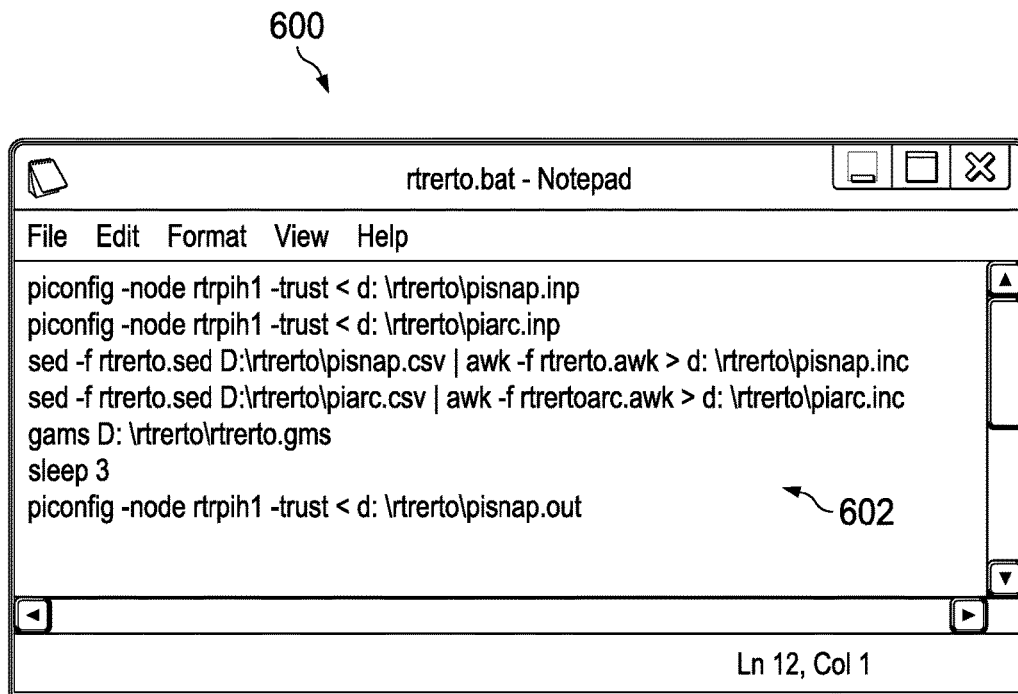 600
rtrerto.bat - Notepad
File Edit Format View Help
piconfig -node rtrpih1 -trust < d: \rtrerto\pisnap.inp
piconfig -node rtrpih1 -trust < d: \rtrerto\piarc.inp
sed -f rtrerto.sed D:\rtrerto\pisnap.csv | awk -f rtrerto.awk > d: \rtrerto\pisnap.inc
sed -f rtrerto.sed D:\rtrerto\piarc.csv | awk -f rtrertoarc.awk > d: \rtrerto\piarc.inc
gams D: \rtrerto\rtrerto.gms
sleep 3
piconfig -node rtrpih1 -trust < d: \rtrerto\pisnap.out
602
Ln 12, Col 1